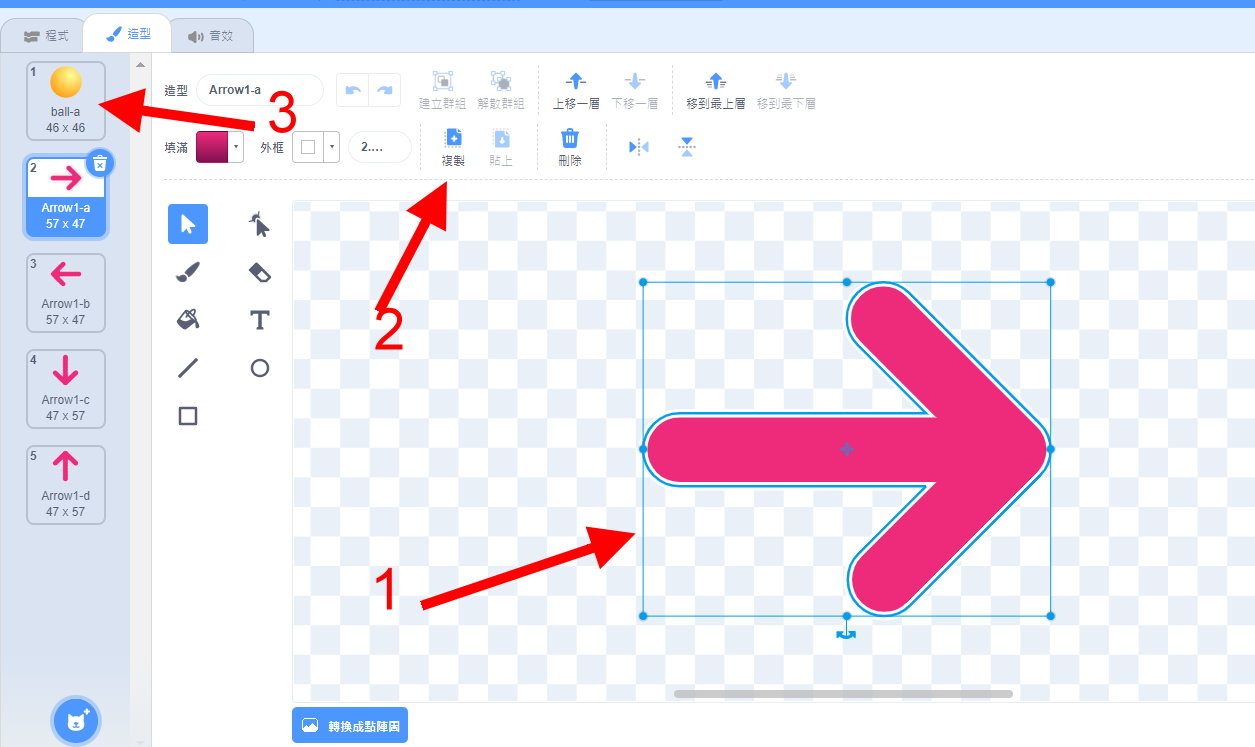 程式 造型 音效
1
ball-a
46 x 46
2
Arrow1-a
57 x 47
3
Arrow1-b
57 x 47
4
Arrow1-c
47 x 57
5
Arrow1-d
47 x 57
造型 Arrow1-a
建立群組 解散群組 上移一層 下移一層 移到最上層 移到最下層
填滿 外框 2....
複製 貼上 刪除
3
2
1
轉換成點陣圖